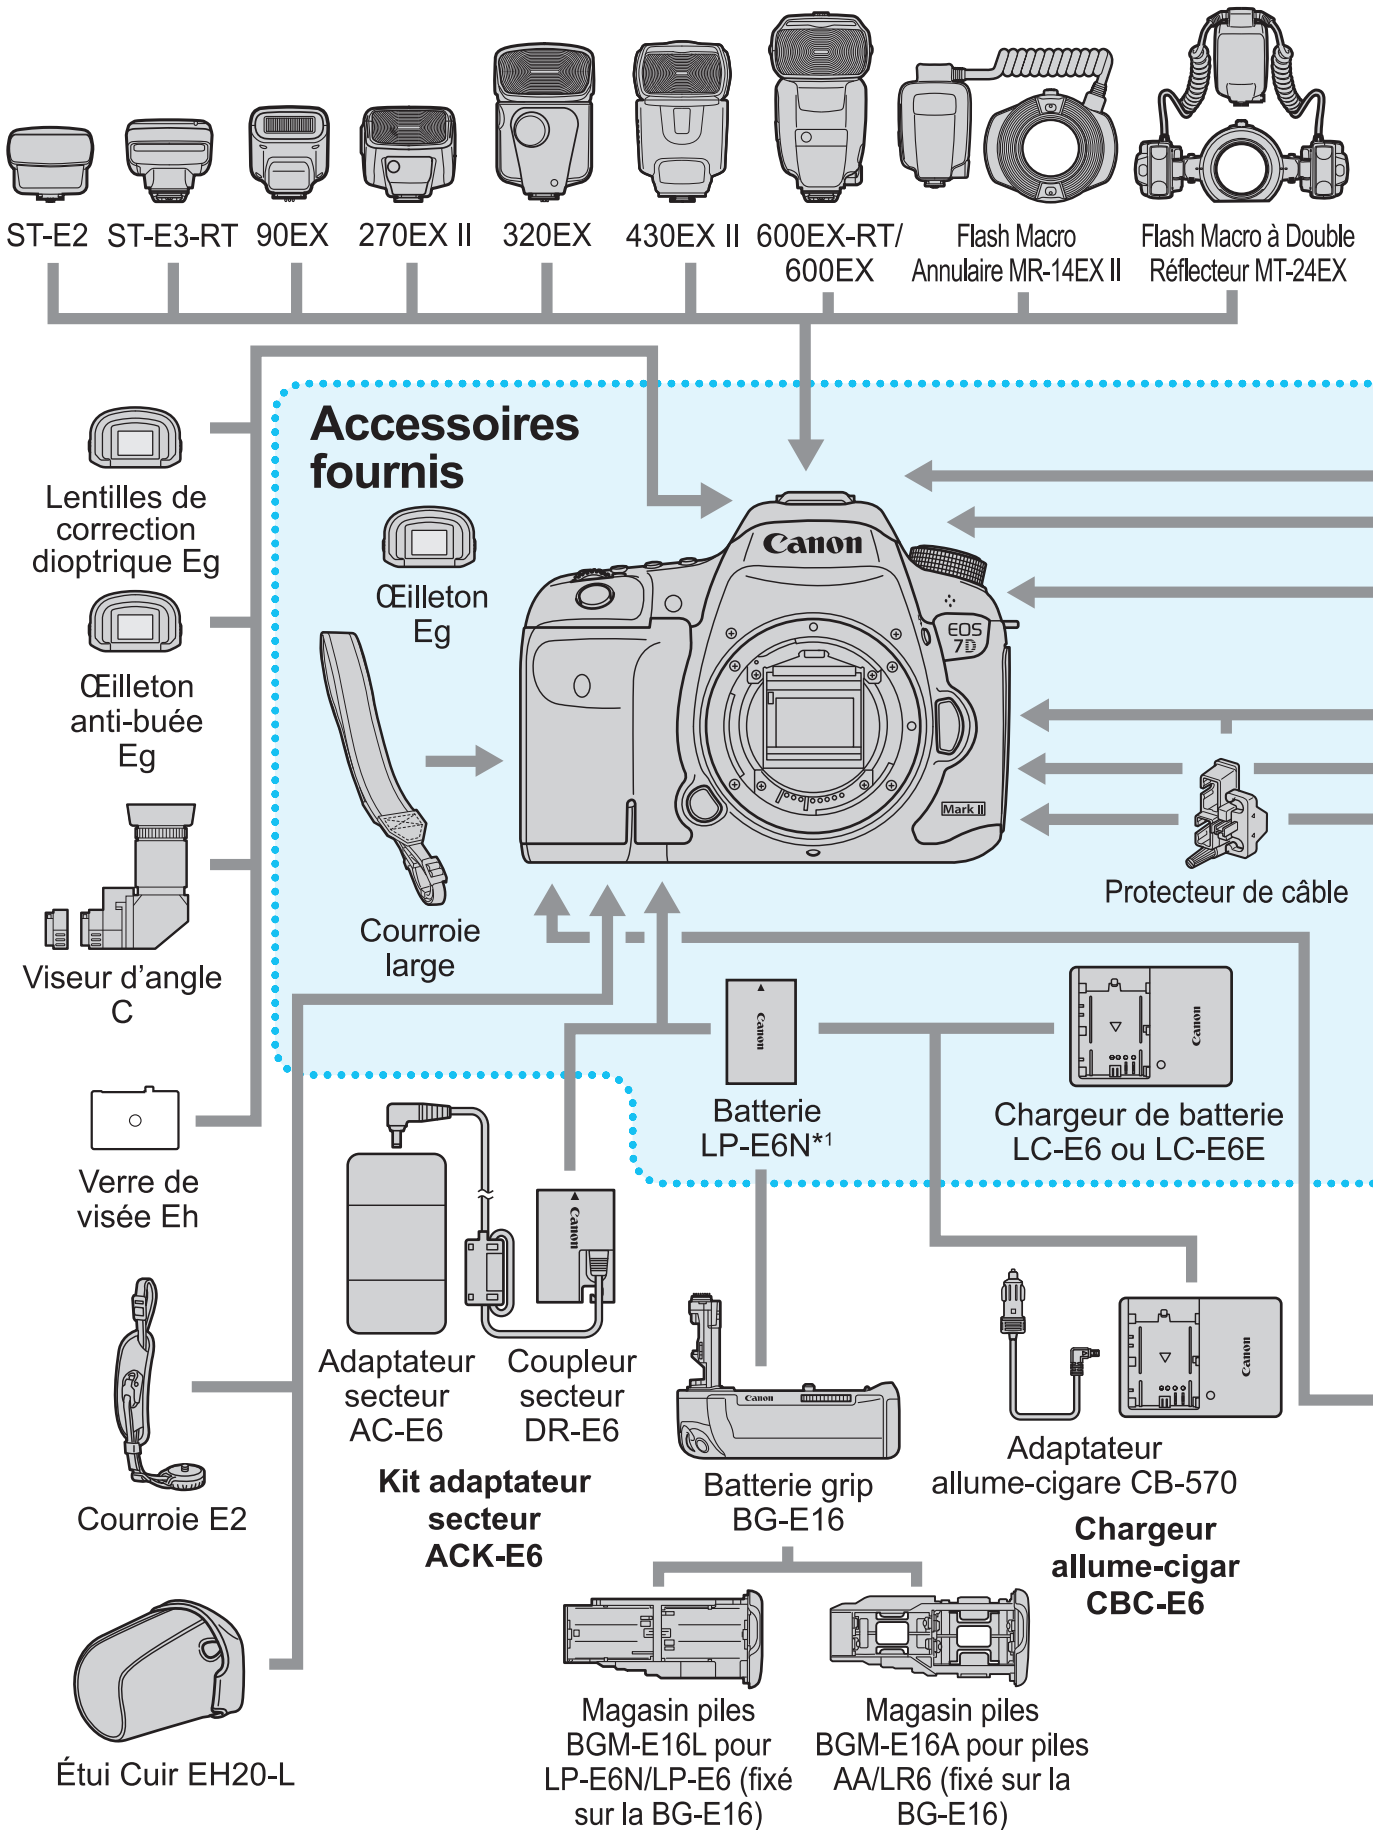 ST-E2
ST-E3-RT
90EX
270EX II
320EX
430EX II
600EX-RT/
600EX
Flash Macro
Annulaire MR-14EX II
Flash Macro à Double
Réflecteur MT-24EX
Accessoires
fournis
Lentilles de
correction
dioptrique Eg
Œilleton
Eg
Canon
EOS
7D
Mark II
Œilleton
anti-buée
Eg
Protecteur de câble
Courroie
large
Viseur d'angle
C
Canon
Canon
Batterie
LP-E6N*1
Chargeur de batterie
LC-E6 ou LC-E6E
Verre de
visée Eh
Canon
Adaptateur
secteur
AC-E6
Coupleur
secteur
DR-E6
Kit adaptateur
secteur
ACK-E6
Canon
Batterie grip
BG-E16
Canon
Adaptateur
allume-cigare CB-570
Chargeur
allume-cigar
CBC-E6
Courroie E2
Étui Cuir EH20-L
Magasin piles
BGM-E16L pour
LP-E6N/LP-E6 (fixé
sur la BG-E16)
Magasin piles
BGM-E16A pour piles
AA/LR6 (fixé sur la
BG-E16)